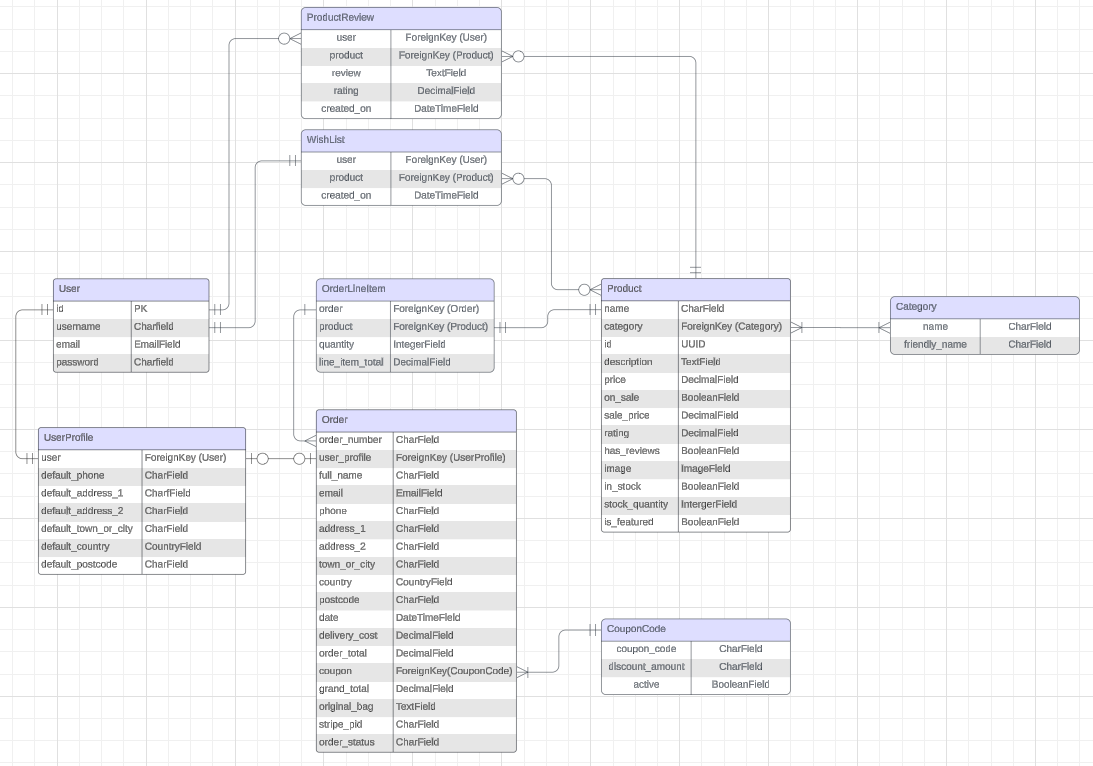 ProductReview
user ForeignKey (User)
product ForeignKey (Product)
review TextField
rating DecimalField
created_on DateTimeField
WishList
user ForeignKey (User)
product ForeignKey (Product)
created_on DateTimeField
User
id PK
username Charfield
email EmailField
password Charfield
OrderLineItem
order ForeignKey (Order)
product ForeignKey (Product)
quantity IntegerField
line_item_total DecimalField
Product
name CharField
category ForeignKey (Category)
id UUID
description TextField
price DecimalField
on_sale BooleanField
sale_price DecimalField
rating DecimalField
has_reviews BooleanField
image ImageField
in_stock BooleanField
stock_quantity IntergerField
is_featured BooleanField
Category
name CharField
friendly_name CharField
UserProfile
user ForeignKey (User)
default_phone CharField
default_address_1 CharfField
default_address_2 CharField
default_town_or_city CharField
default_country CountryField
default_postcode CharField
Order
order_number CharField
user_profile ForeignKey (UserProfile)
full_name CharField
email EmailField
phone CharField
address_1 CharField
address_2 CharField
town_or_city CharField
country CountryField
postcode CharField
date DateTimeField
delivery_cost DecimalField
order_total DecimalField
coupon ForeignKey(CouponCode)
grand_total DecimalField
original_bag TextField
stripe_pid CharField
order_status CharField
CouponCode
coupon_code CharField
discount_amount CharField
active BooleanField